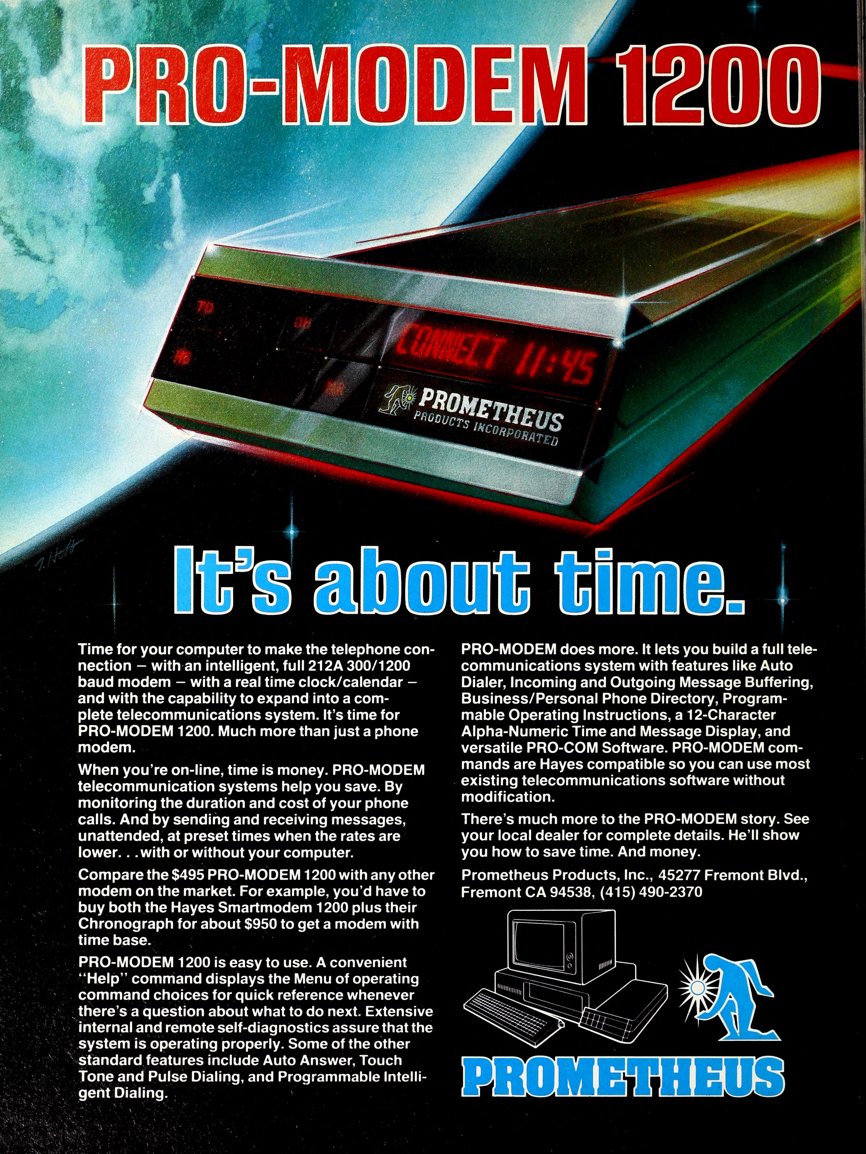 PRO-MODEM 1200
TD
OH
CONNECT 11:45
MR
PROMETHEUS
PRODUCTS INCORPORATED
It's about time.
Time for your computer to make the telephone con-
nection — with an intelligent, full 212A 300/1200
baud modem — with a real time clock/calendar —
and with the capability to expand into a com-
plete telecommunications system. It's time for
PRO-MODEM 1200. Much more than just a phone
modem.
When you're on-line, time is money. PRO-MODEM
telecommunication systems help you save. By
monitoring the duration and cost of your phone
calls. And by sending and receiving messages,
unattended, at preset times when the rates are
lower. . .with or without your computer.
Compare the $495 PRO-MODEM 1200 with any other
modem on the market. For example, you'd have to
buy both the Hayes Smartmodem 1200 plus their
Chronograph for about $950 to get a modem with
time base.
PRO-MODEM 1200 is easy to use. A convenient
"Help" command displays the Menu of operating
command choices for quick reference whenever
there's a question about what to do next. Extensive
internal and remote self-diagnostics assure that the
system is operating properly. Some of the other
standard features include Auto Answer, Touch
Tone and Pulse Dialing, and Programmable Intelli-
gent Dialing.
PRO-MODEM does more. It lets you build a full tele-
communications system with features like Auto
Dialer, Incoming and Outgoing Message Buffering,
Business/Personal Phone Directory, Program-
mable Operating Instructions, a 12-Character
Alpha-Numeric Time and Message Display, and
versatile PRO-COM Software. PRO-MODEM com-
mands are Hayes compatible so you can use most
existing telecommunications software without
modification.
There's much more to the PRO-MODEM story. See
your local dealer for complete details. He'll show
you how to save time. And money.
Prometheus Products, Inc., 45277 Fremont Blvd.,
Fremont CA 94538, (415) 490-2370
PROMETHEUS